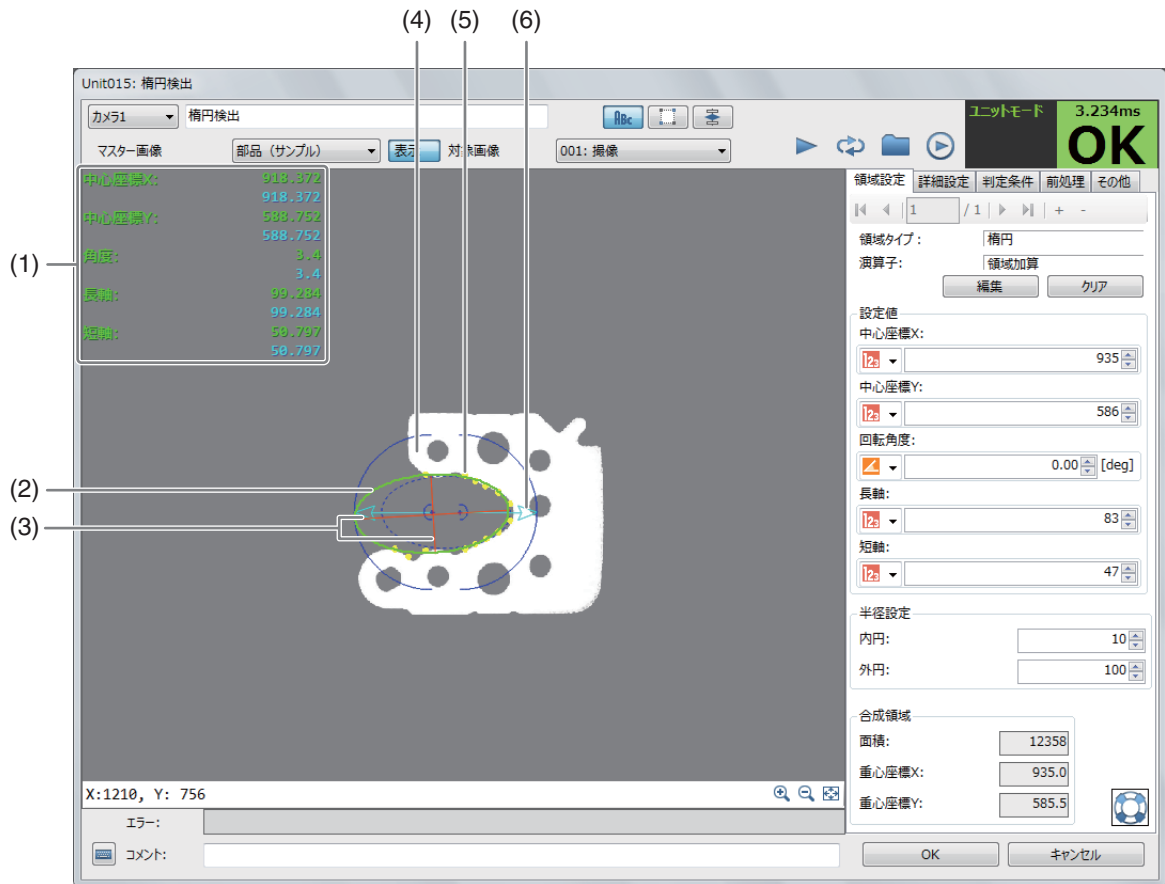 (4) (5) (6)
Unit015: 楕円検出
カメラ1 楕円検出 ABc
ユニットモード 3.234ms
OK
マスター画像 部品 (サンプル) 表示 対象画像 001: 撮像
領域設定 詳細設定 判定条件 前処理 その他
中心座標X: 918.372
918.372
中心座標Y: 588.752
588.752
角度: 3.4
3.4
長軸: 99.284
99.284
短軸: 50.797
50.797
(1)
(2)
(3)
1 / 1 + -
領域タイプ : 楕円
演算子: 領域加算
編集 クリア
設定値
中心座標X:
123 935
中心座標Y:
123 586
回転角度:
0.00 [deg]
長軸:
123 83
短軸:
123 47
半径設定
内円: 10
外円: 100
合成領域
面積: 12358
重心座標X: 935.0
重心座標Y: 585.5
X:1210, Y: 756
エラー:
コメント:
OK キャンセル